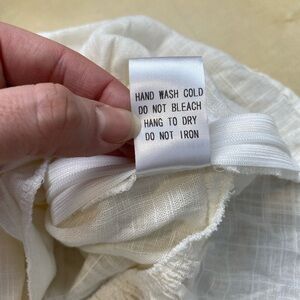 HAND WASH COLD
DO NOT BLEACH
HANG TO DRY
DO NOT IRON